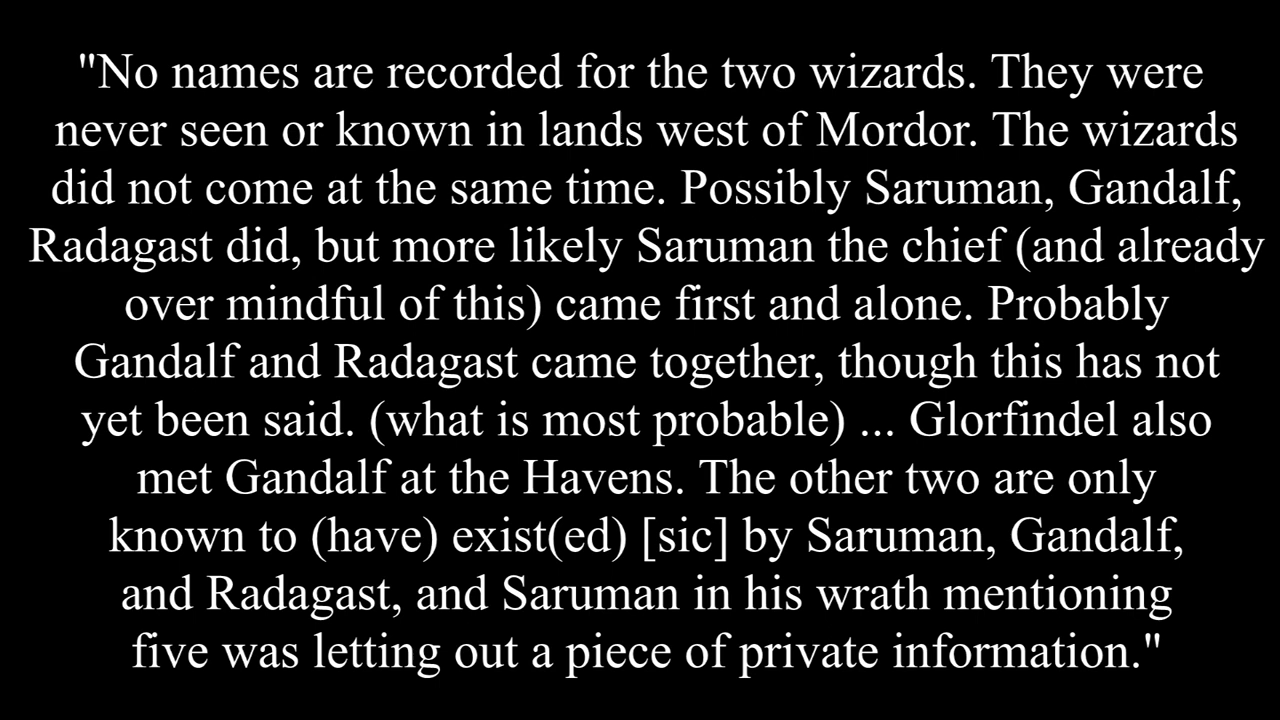 "No names are recorded for the two wizards. They were
never seen or known in lands west of Mordor. The wizards
did not come at the same time. Possibly Saruman, Gandalf,
Radagast did, but more likely Saruman the chief (and already
over mindful of this) came first and alone. Probably
Gandalf and Radagast came together, though this has not
yet been said. (what is most probable) ... Glorfindel also
met Gandalf at the Havens. The other two are only
known to (have) exist(ed) [sic] by Saruman, Gandalf,
and Radagast, and Saruman in his wrath mentioning
five was letting out a piece of private information."